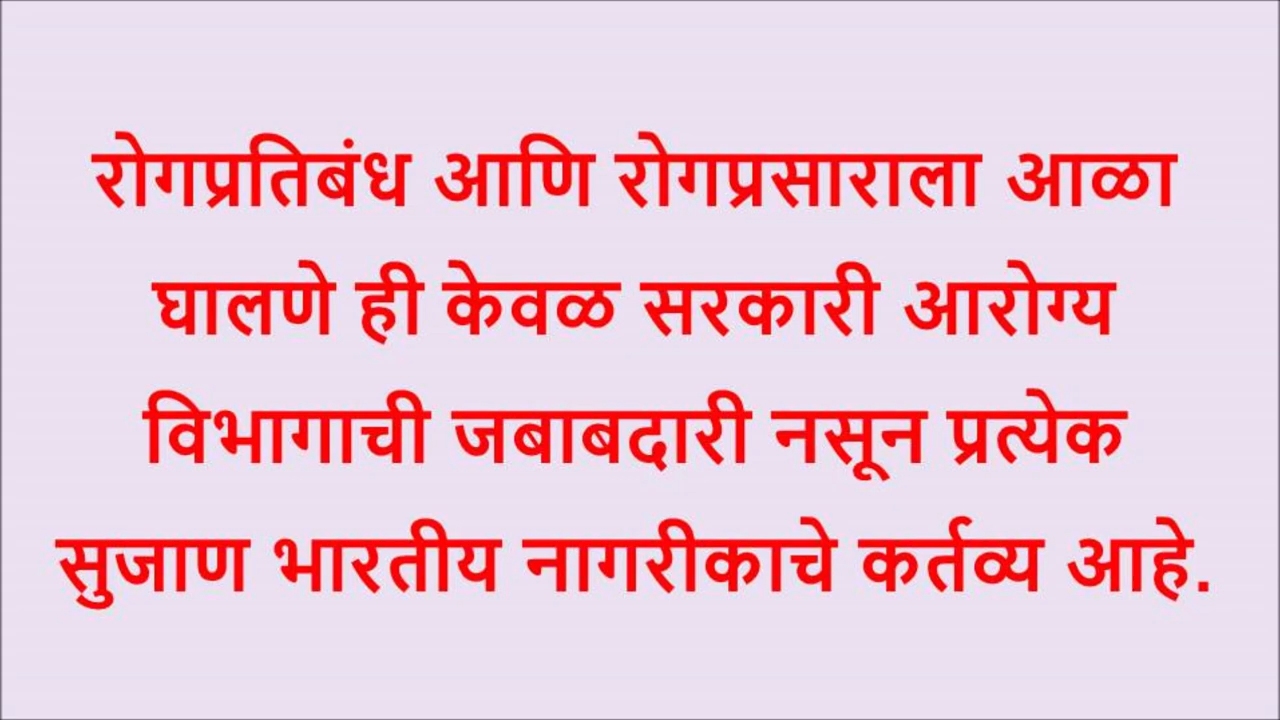 रोगप्रतिबंध आणि रोगप्रसाराला आळा
घालणे ही केवळ सरकारी आरोग्य
विभागाची जबाबदारी नसून प्रत्येक
सुजाण भारतीय नागरीकाचे कर्तव्य आहे.